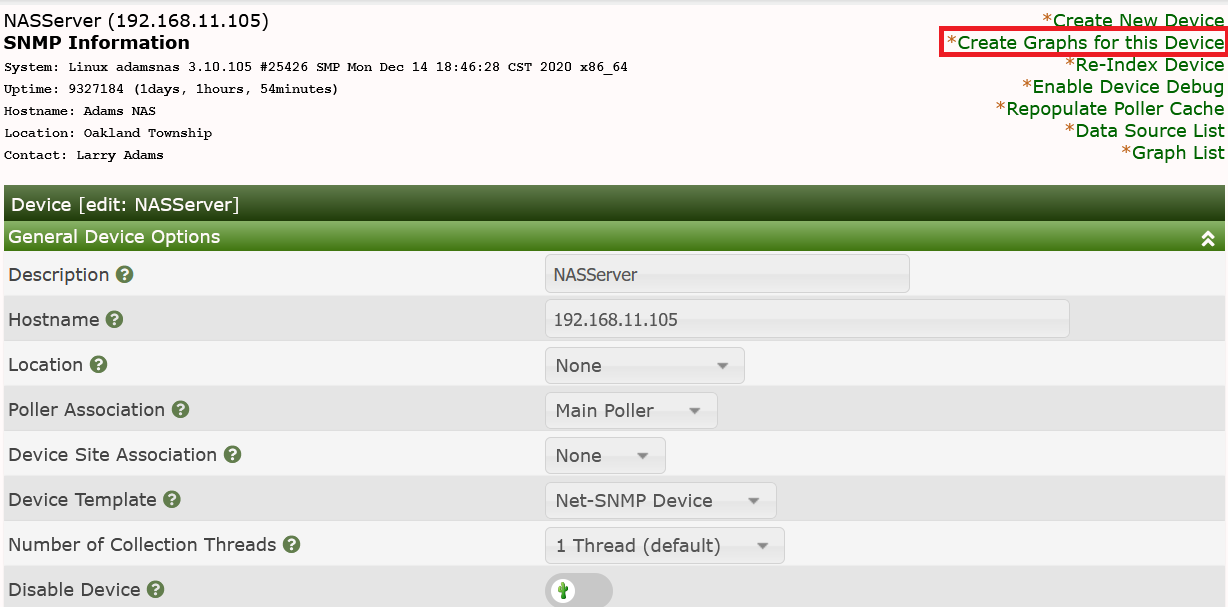 NASServer (192.168.11.105)
*Create New Device
SNMP Information
*Create Graphs for this Device
System: Linux adamsnas 3.10.105 #25426 SMP Mon Dec 14 18:46:28 CST 2020 x86_64
*Re-Index Device
Uptime: 9327184 (1days, 1hours, 54minutes)
*Enable Device Debug
Hostname: Adams NAS
*Repopulate Poller Cache
Location: Oakland Township
*Data Source List
Contact: Larry Adams
*Graph List
Device [edit: NASServer]
General Device Options
Description ?
NASServer
Hostname ?
192.168.11.105
Location ?
None
Poller Association ?
Main Poller
Device Site Association ?
None
Device Template ?
Net-SNMP Device
Number of Collection Threads ?
1 Thread (default)
Disable Device ?